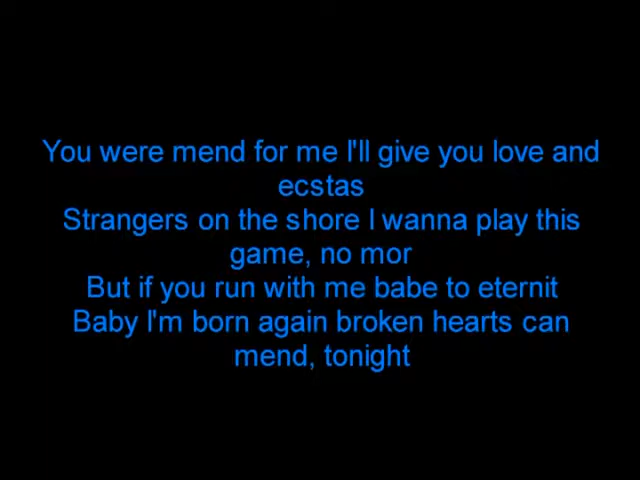 You were mend for me I'll give you love and
ecstas
Strangers on the shore I wanna play this
game, no mor
But if you run with me babe to eternit
Baby I'm born again broken hearts can
mend, tonight